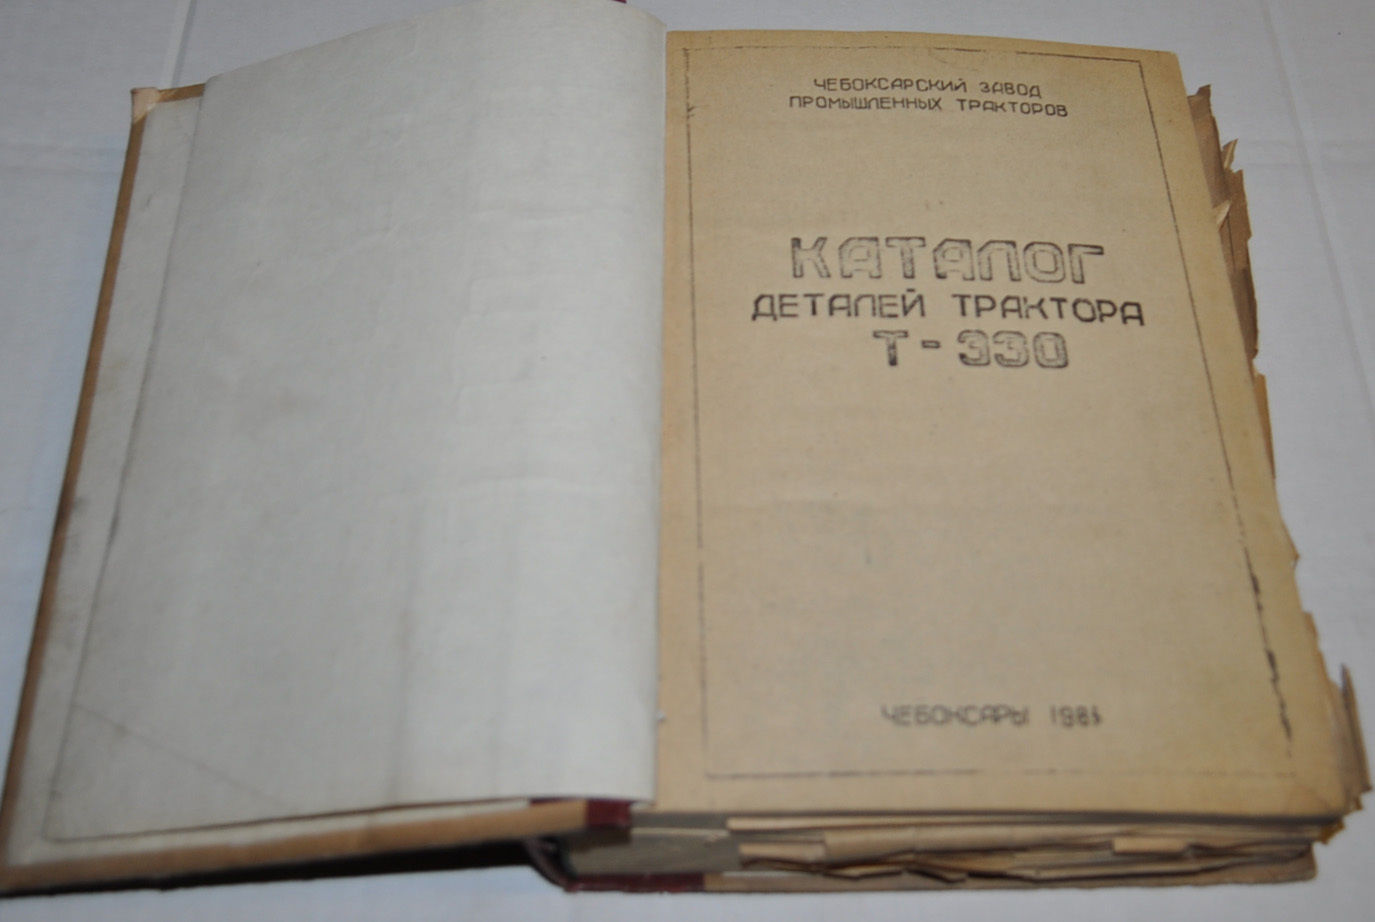 ЧЕБОКСАРСКИЙ ЗАВОД
ПРОМЫШЛЕННЫХ ТРАКТОРОВ
КАТАЛОГ
ДЕТАЛЕЙ ТРАКТОРА
Т-330
ЧЕБОКСАРЫ